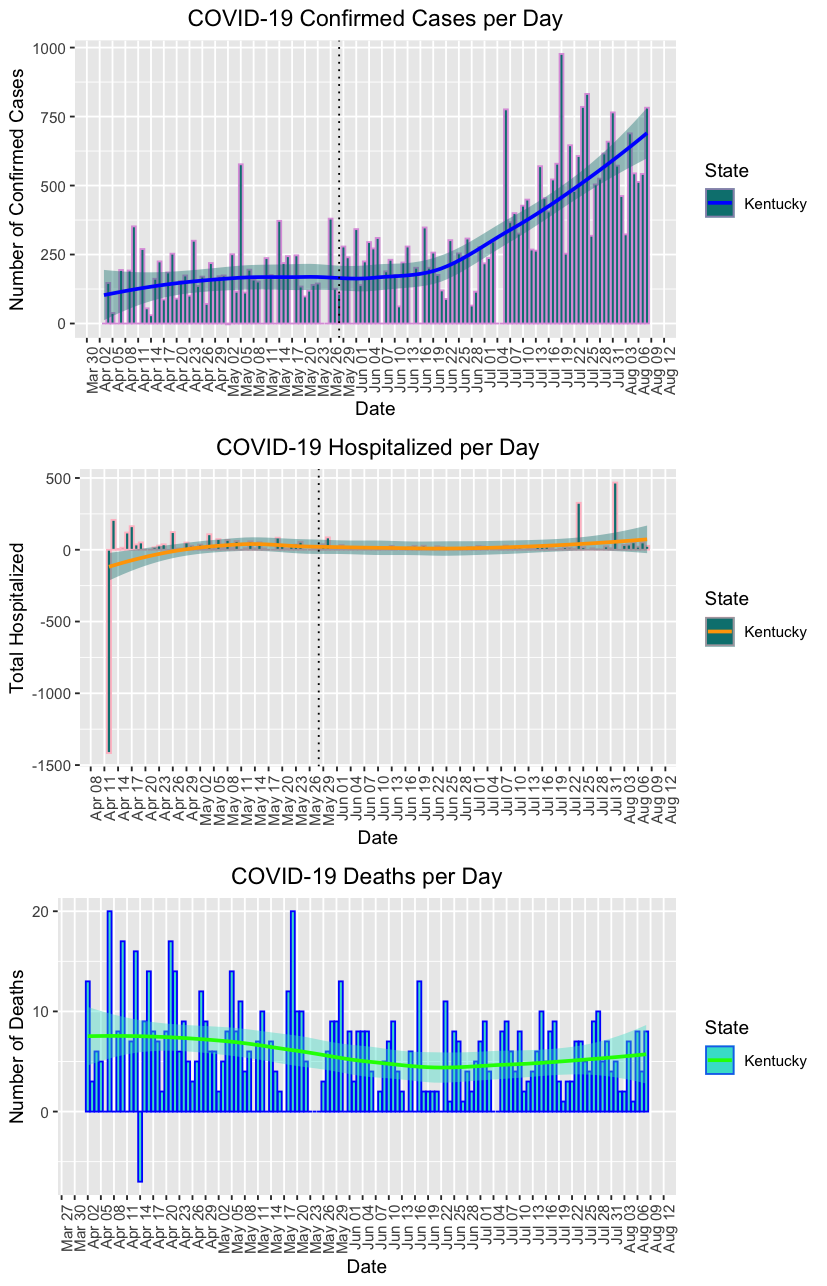 COVID-19 Confirmed Cases per Day
Number of Confirmed Cases
1000
750
500
250
0
Mar 30
Apr 02
Apr 05
Apr 08
Apr 11
Apr 14
Apr 17
Apr 20
Apr 23
Apr 26
Apr 29
May 02
May 05
May 08
May 11
May 14
May 17
May 20
May 23
May 26
May 29
Jun 01
Jun 04
Jun 07
Jun 10
Jun 13
Jun 16
Jun 19
Jun 22
Jun 25
Jun 28
Jul 01
Jul 04
Jul 07
Jul 10
Jul 13
Jul 16
Jul 19
Jul 22
Jul 25
Jul 28
Jul 31
Aug 03
Aug 06
Aug 09
Aug 12
Date
State
Kentucky
COVID-19 Hospitalized per Day
Total Hospitalized
500
0
-500
-1000
-1500
Apr 08
Apr 11
Apr 14
Apr 17
Apr 20
Apr 23
Apr 26
Apr 29
May 02
May 05
May 08
May 11
May 14
May 17
May 20
May 23
May 26
May 29
Jun 01
Jun 04
Jun 07
Jun 10
Jun 13
Jun 16
Jun 19
Jun 22
Jun 25
Jun 28
Jul 01
Jul 04
Jul 07
Jul 10
Jul 13
Jul 16
Jul 19
Jul 22
Jul 25
Jul 28
Jul 31
Aug 03
Aug 06
Aug 09
Aug 12
Date
State
Kentucky
COVID-19 Deaths per Day
Number of Deaths
20
10
0
Mar 27
Mar 30
Apr 02
Apr 05
Apr 08
Apr 11
Apr 14
Apr 17
Apr 20
Apr 23
Apr 26
Apr 29
May 02
May 05
May 08
May 11
May 14
May 17
May 20
May 23
May 26
May 29
Jun 01
Jun 04
Jun 07
Jun 10
Jun 13
Jun 16
Jun 19
Jun 22
Jun 25
Jun 28
Jul 01
Jul 04
Jul 07
Jul 10
Jul 13
Jul 16
Jul 19
Jul 22
Jul 25
Jul 28
Jul 31
Aug 03
Aug 06
Aug 09
Aug 12
Date
State
Kentucky